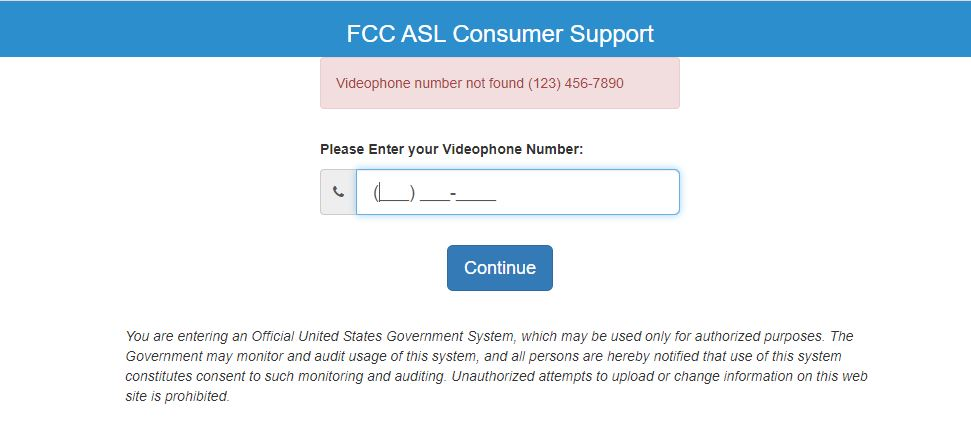 FCC ASL Consumer Support
Videophone number not found (123) 456-7890
Please Enter your Videophone Number:
(___) ___-____
Continue
You are entering an Official United States Government System, which may be used only for authorized purposes. The
Government may monitor and audit usage of this system, and all persons are hereby notified that use of this system
constitutes consent to such monitoring and auditing. Unauthorized attempts to upload or change information on this web
site is prohibited.